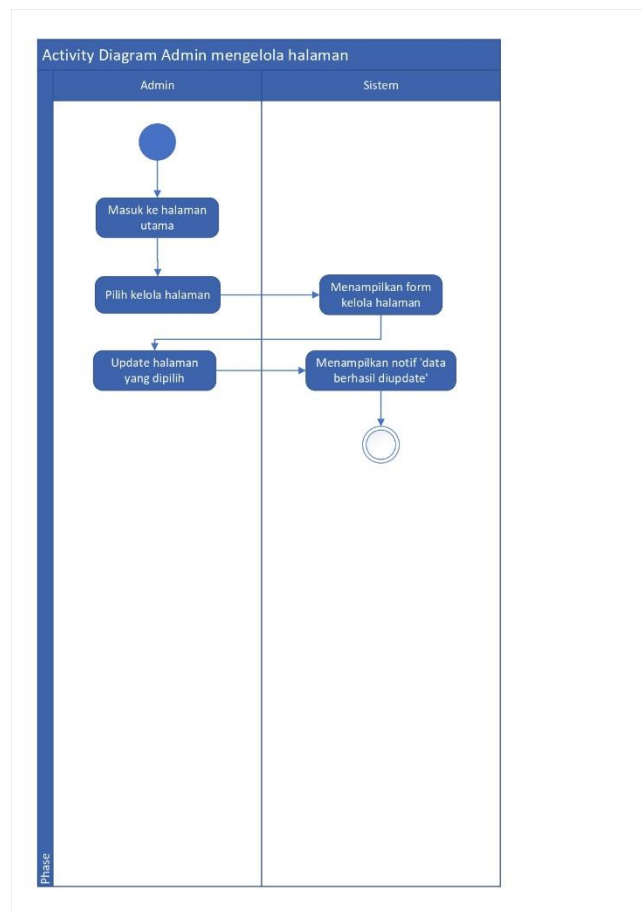 Activity Diagram Admin mengelola halaman
Admin
Sistem
Masuk ke halaman
utama
Pilih kelola halaman
Menampilkan form
kelola halaman
Update halaman
yang dipilih
Menampilkan notif 'data
berhasil diupdate'
Phase